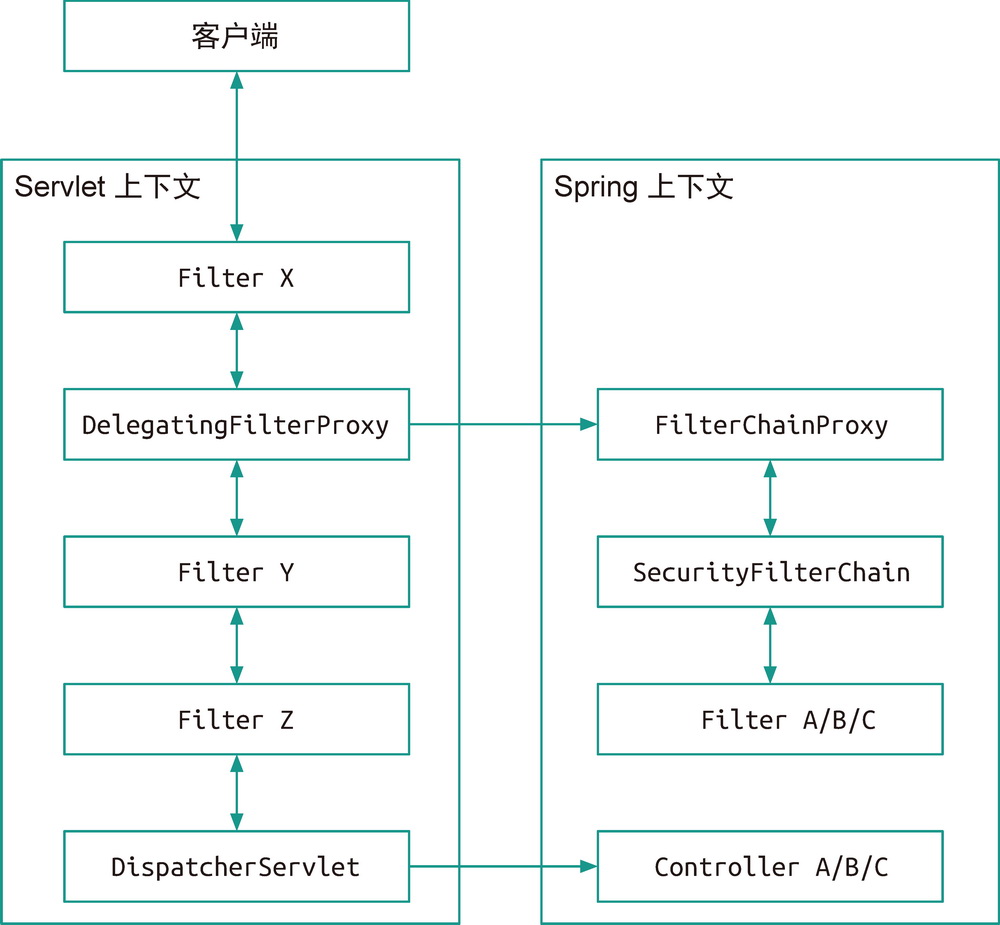 客户端
Servlet 上下文
Filter X
DelegatingFilterProxy
Filter Y
Filter Z
DispatcherServlet
Spring 上下文
FilterChainProxy
SecurityFilterChain
Filter A/B/C
Controller A/B/C